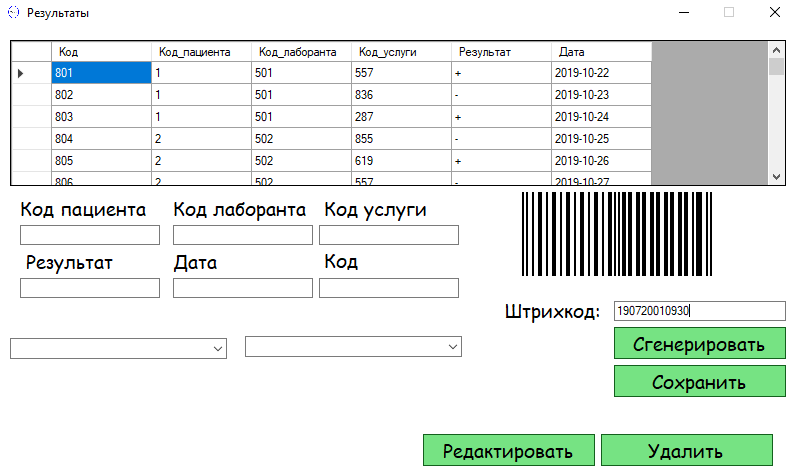 Результаты
Код Код_пациента Код_лаборанта Код_услуги Результат Дата
801 1 501 557 + 2019-10-22
802 1 501 836 - 2019-10-23
803 1 501 287 + 2019-10-24
804 2 502 855 - 2019-10-25
805 2 502 619 + 2019-10-26
806 2 502 557 - 2019-10-27
Код пациента Код лаборанта Код услуги
Результат Дата Код
Штрихкод: 190720010930
Сгенерировать
Сохранить
Редактировать Удалить